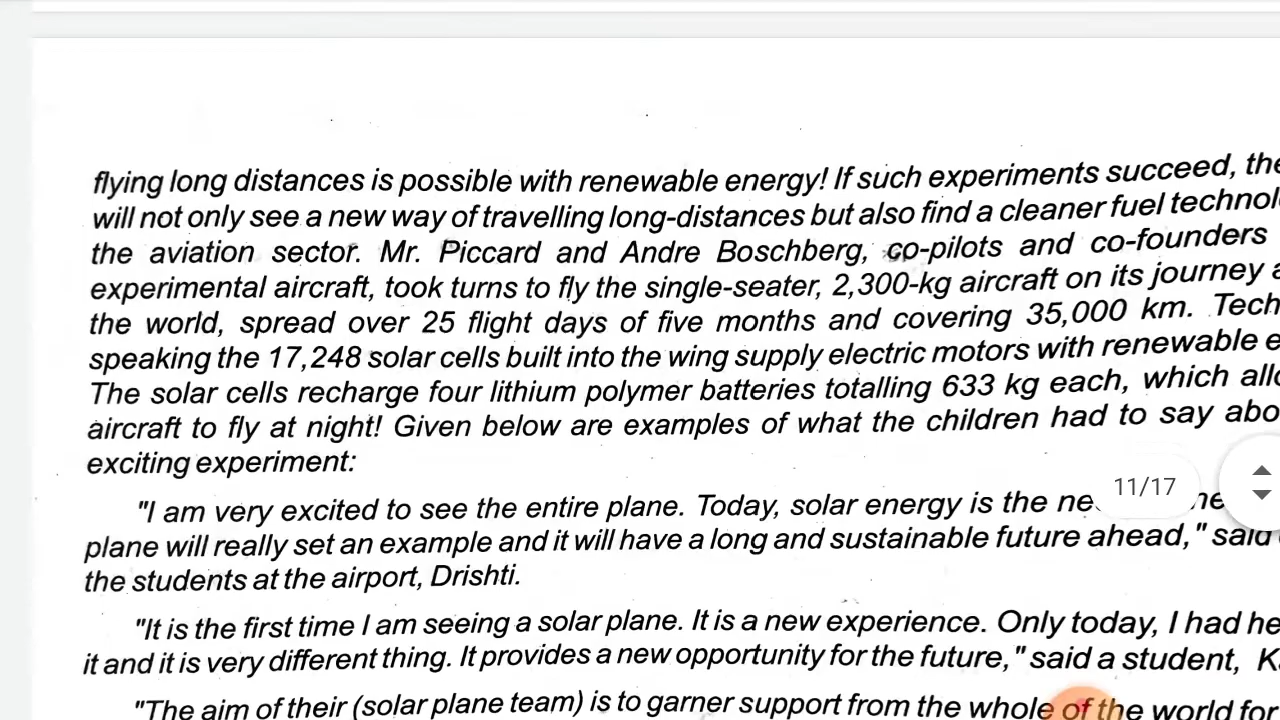 flying long distances is possible with renewable energy! If such experiments succeed, the
will not only see a new way of travelling long-distances but also find a cleaner fuel technol
the aviation sector. Mr. Piccard and Andre Boschberg, co-pilots and co-founders
experimental aircraft, took turns to fly the single-seater, 2,300-kg aircraft on its journey a
the world, spread over 25 flight days of five months and covering 35,000 km. Tech
speaking the 17,248 solar cells built into the wing supply electric motors with renewable e
The solar cells recharge four lithium polymer batteries totalling 633 kg each, which allo
aircraft to fly at night! Given below are examples of what the children had to say abo
exciting experiment:
11/17
"I am very excited to see the entire plane. Today, solar energy is the ne
plane will really set an example and it will have a long and sustainable future ahead," said
the students at the airport, Drishti.
"It is the first time I am seeing a solar plane. It is a new experience. Only today, I had he
it and it is very different thing. It provides a new opportunity for the future," said a student, K
"The aim of their (solar plane team) is to garner support from the whole of the world for